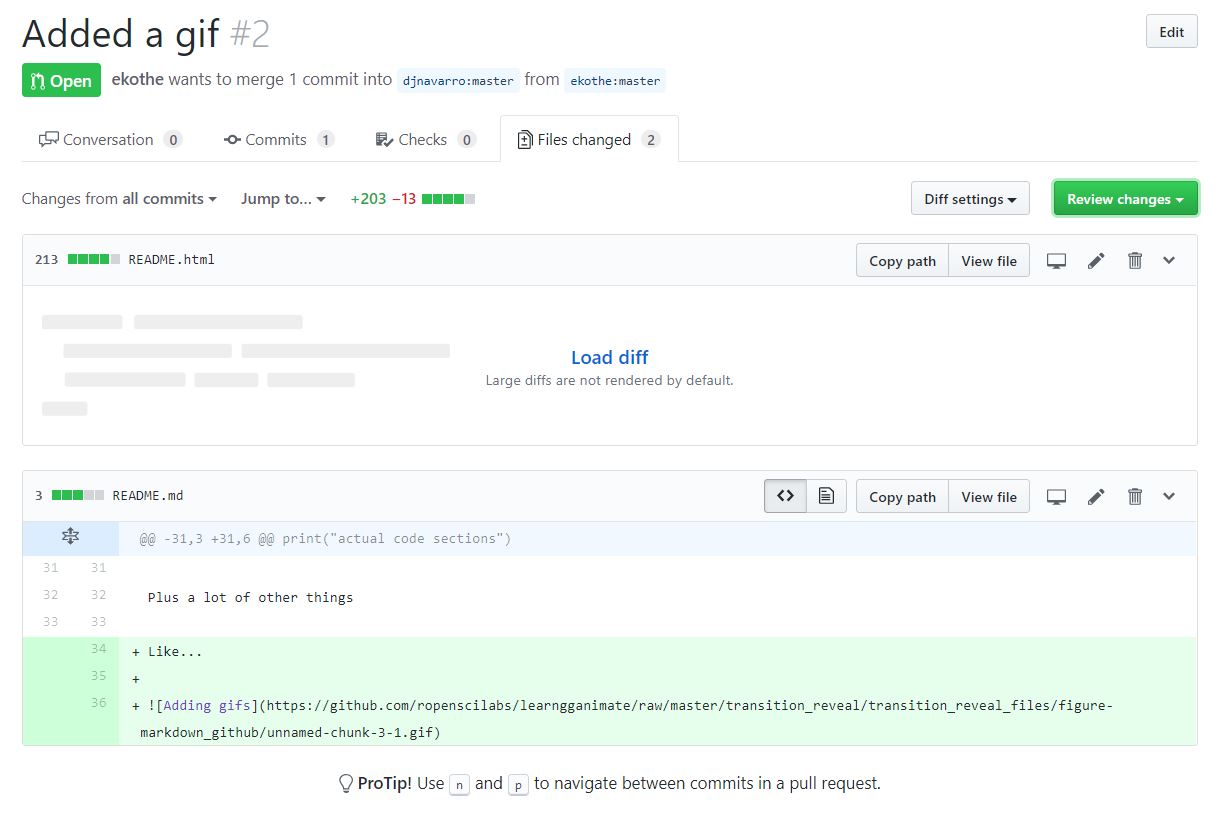 Added a gif #2
Edit
Open ekothe wants to merge 1 commit into djnavarro:master from ekothe:master
Conversation 0 Commits 1 Checks 0 Files changed 2
Changes from all commits Jump to... +203 −13 Diff settings Review changes
213 README.html Copy path View file
Load diff
Large diffs are not rendered by default.
3 README.md <> Copy path View file
@@ -31,3 +31,6 @@ print("actual code sections")
31 31
32 32 Plus a lot of other things
33 33
34 + Like...
35 +
36 + ![Adding gifs](https://github.com/ropenscilabs/learngganimate/raw/master/transition_reveal/transition_reveal_files/figure-
markdown_github/unnamed-chunk-3-1.gif)
ProTip! Use n and p to navigate between commits in a pull request.